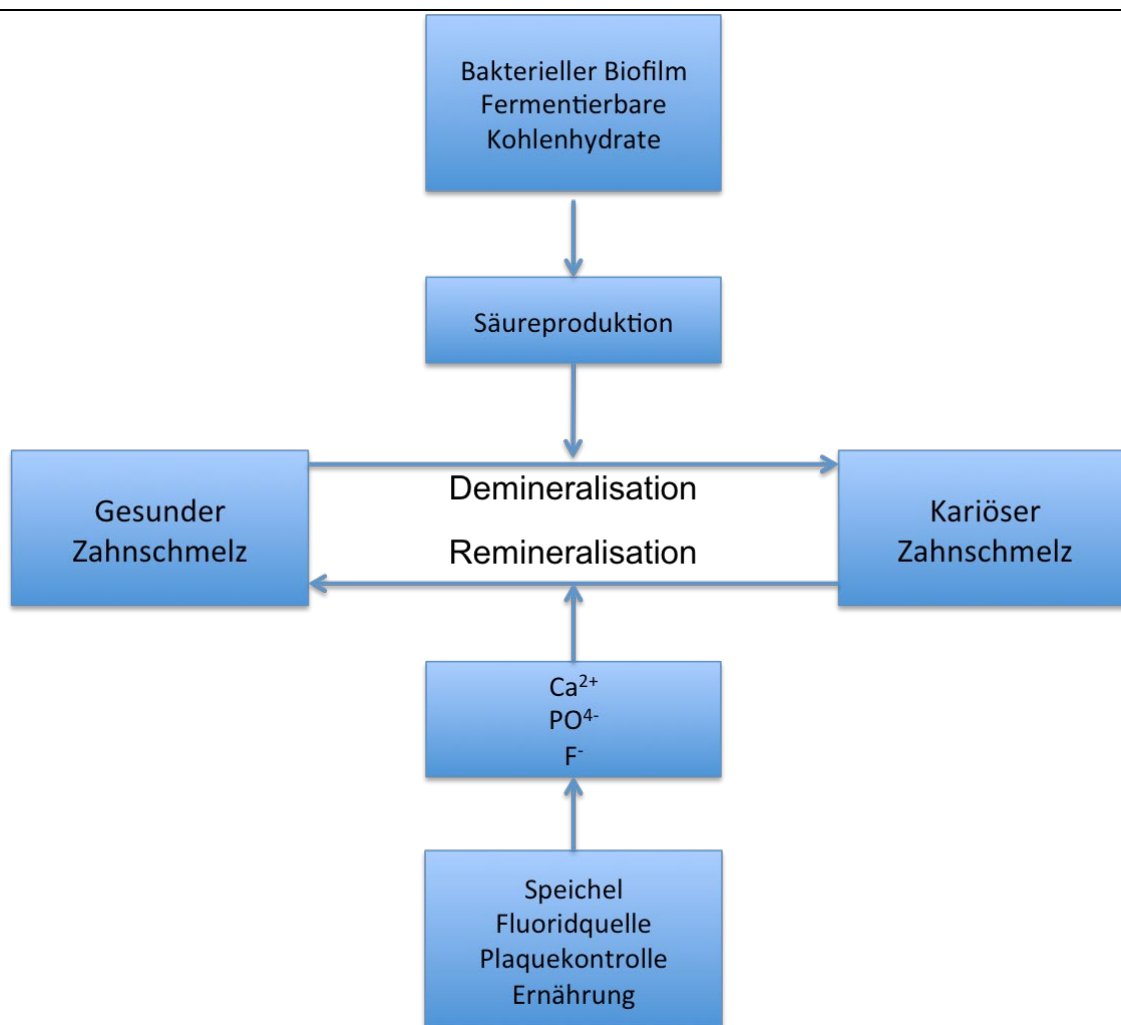 Bakterieller Biofilm
Fermentierbare
Kohlenhydrate
Säureproduktion
Gesunder
Zahnschmelz
Demineralisation
Remineralisation
Kariöser
Zahnschmelz
Ca²⁺
PO⁴⁻
F⁻
Speichel
Fluoridquelle
Plaquekontrolle
Ernährung